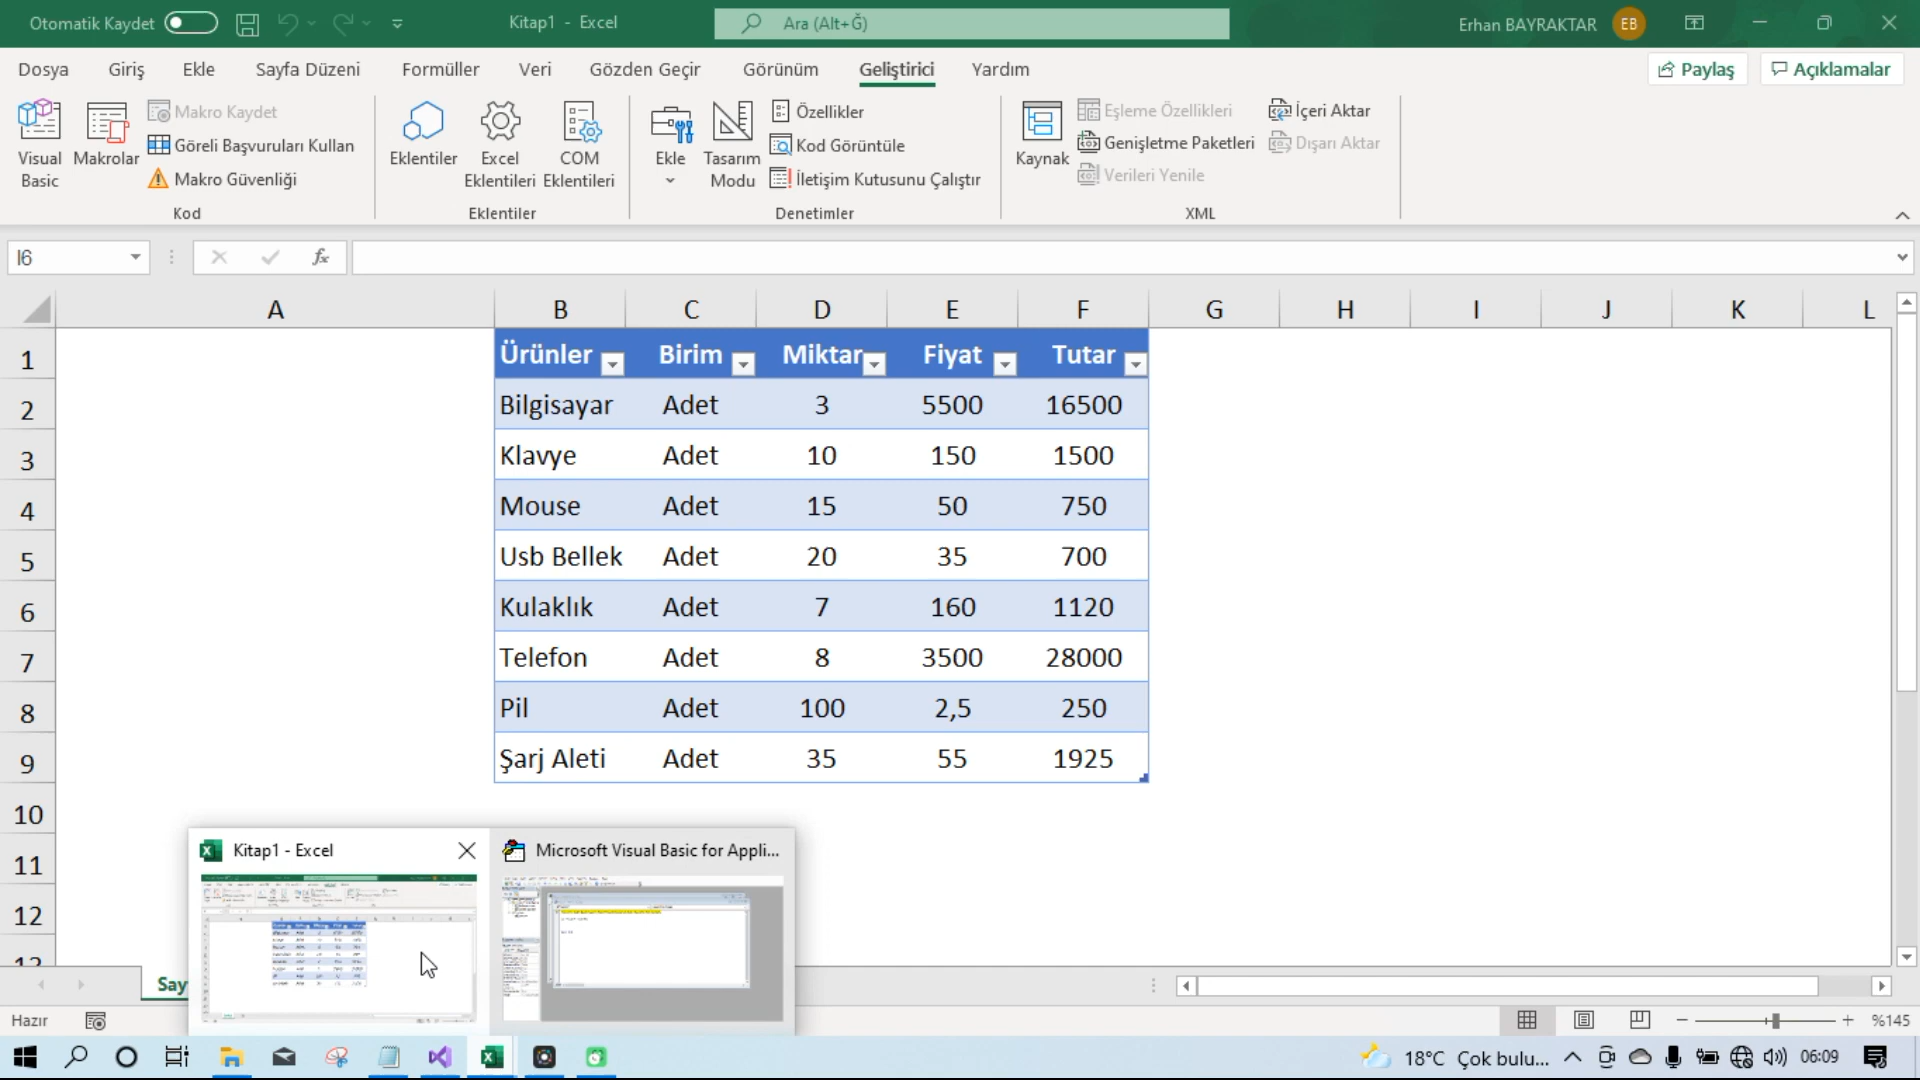 Otomatik Kaydet
Kitap1 - Excel
Ara (Alt+Ğ)
Erhan BAYRAKTAR
EB
Dosya Giriş Ekle Sayfa Düzeni Formüller Veri Gözden Geçir Görünüm Geliştirici Yardım
Paylaş
Açıklamalar
Visual Basic
Makrolar
Makro Kaydet
Göreli Başvuruları Kullan
Makro Güvenliği
Kod
Eklentiler
Excel Eklentileri
COM Eklentileri
Eklentiler
Ekle
Tasarım Modu
Özellikler
Kod Görüntüle
İletişim Kutusunu Çalıştır
Denetimler
Kaynak
Eşleme Özellikleri
Genişletme Paketleri
Verileri Yenile
İçeri Aktar
Dışarı Aktar
XML
I6
fx
A B C D E F G H I J K L
1 Ürünler Birim Miktar Fiyat Tutar
2 Bilgisayar Adet 3 5500 16500
3 Klavye Adet 10 150 1500
4 Mouse Adet 15 50 750
5 Usb Bellek Adet 20 35 700
6 Kulaklık Adet 7 160 1120
7 Telefon Adet 8 3500 28000
8 Pil Adet 100 2,5 250
9 Şarj Aleti Adet 35 55 1925
10
11
12
13
Kitap1 - Excel
Microsoft Visual Basic for Appli...
Say
Hazır
%145
18°C Çok bulu...
06:09